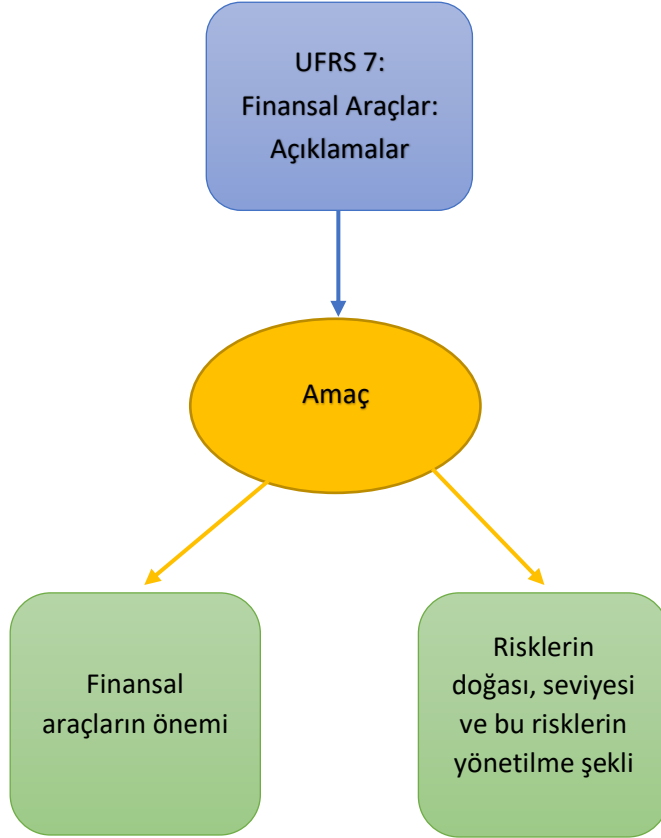 UFRS 7:
Finansal Araçlar:
Açıklamalar
Amaç
Finansal
araçların önemi
Risklerin
doğası, seviyesi
ve bu risklerin
yönetilme şekli